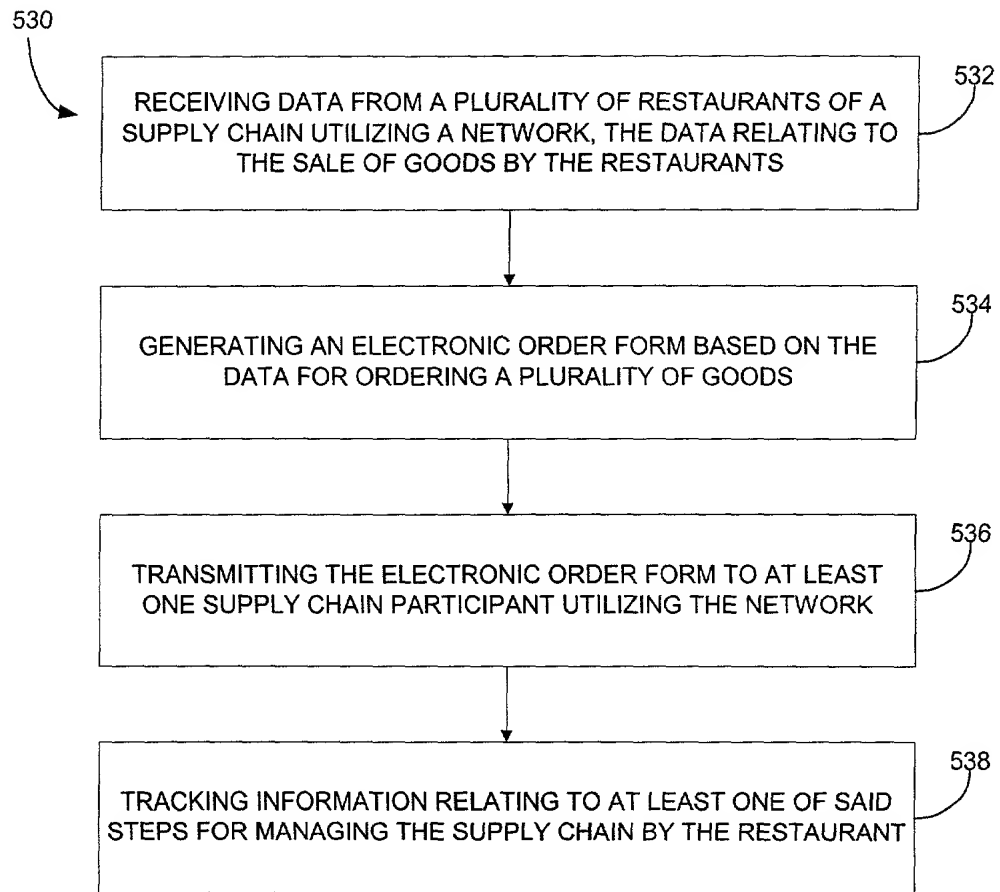 530
532
RECEIVING DATA FROM A PLURALITY OF RESTAURANTS OF A
SUPPLY CHAIN UTILIZING A NETWORK, THE DATA RELATING TO
THE SALE OF GOODS BY THE RESTAURANTS
534
GENERATING AN ELECTRONIC ORDER FORM BASED ON THE
DATA FOR ORDERING A PLURALITY OF GOODS
536
TRANSMITTING THE ELECTRONIC ORDER FORM TO AT LEAST
ONE SUPPLY CHAIN PARTICIPANT UTILIZING THE NETWORK
538
TRACKING INFORMATION RELATING TO AT LEAST ONE OF SAID
STEPS FOR MANAGING THE SUPPLY CHAIN BY THE RESTAURANT